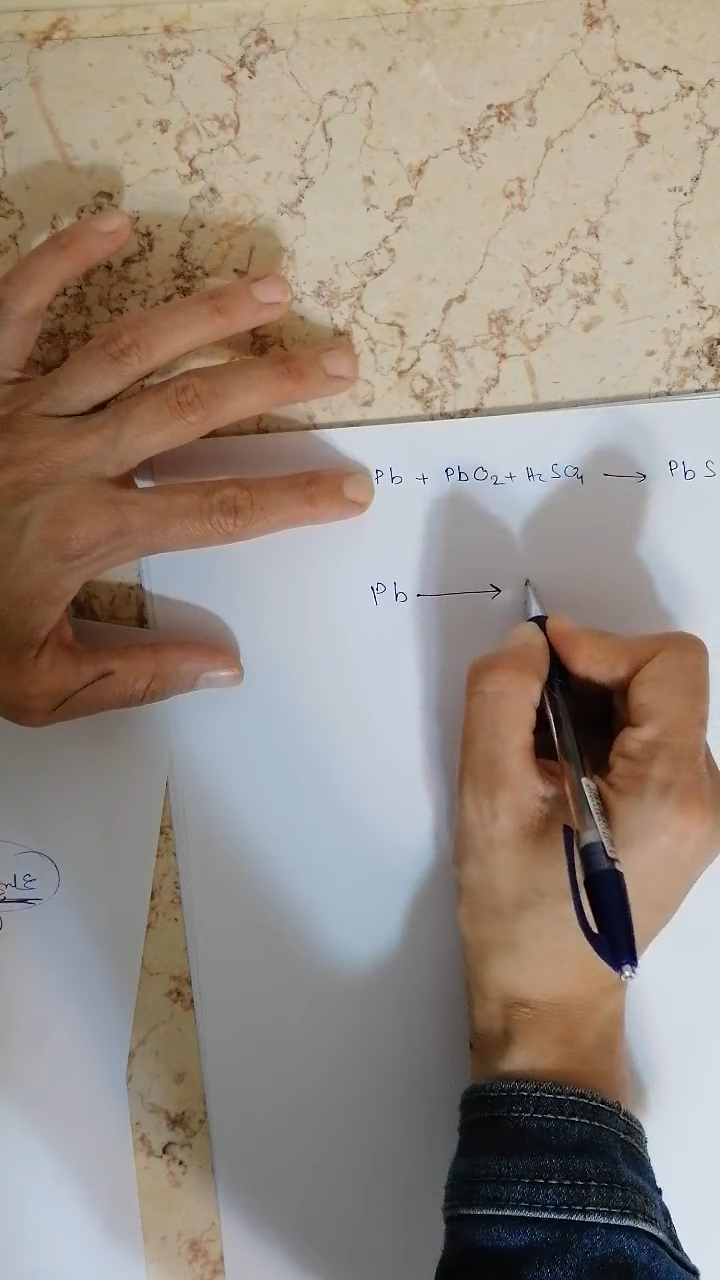 Pb + PbO₂ + H₂SO₄ → PbS
Pb →